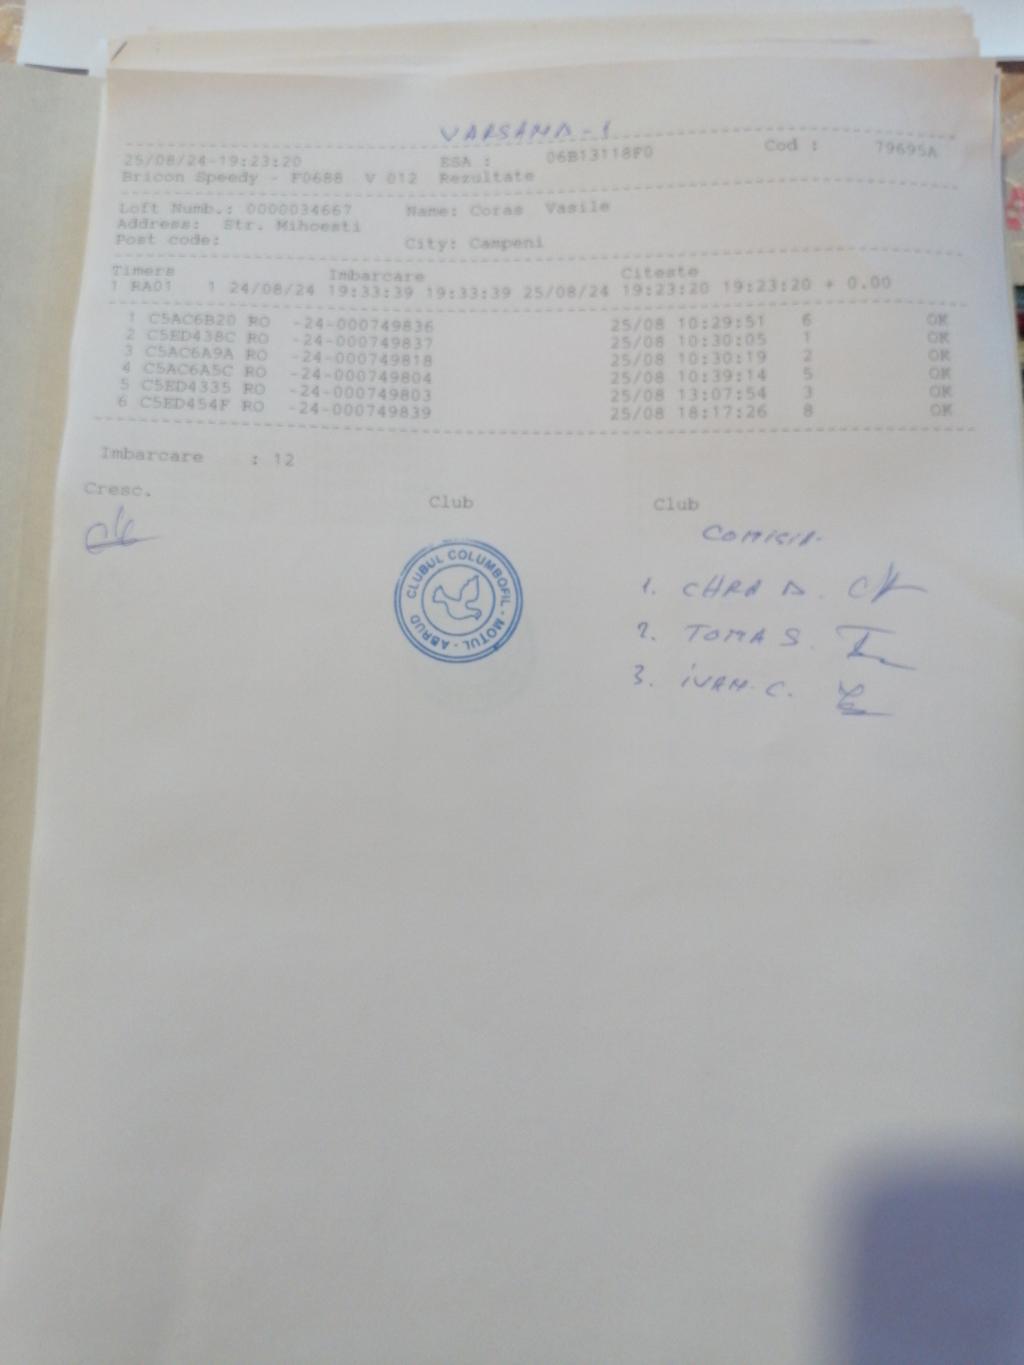 VARSAMA-1
25/08/24-19:23:20 ESA : 06B13118F0 Cod : 79695A
Bricon Speedy - F0688 V 012 Rezultate
Loft Numb.: 0000034667 Name: Coras Vasile
Address: Str. Mihoesti
Post code: City: Campeni
Timers Imbarcare Citeste
1 RA01 1 24/08/24 19:33:39 19:33:39 25/08/24 19:23:20 19:23:20 + 0.00
1 C5AC6B20 RO -24-000749836 25/08 10:29:51 6 OK
2 C5ED438C RO -24-000749837 25/08 10:30:05 1 OK
3 C5AC6A9A RO -24-000749818 25/08 10:30:19 2 OK
4 C5AC6A5C RO -24-000749804 25/08 10:39:14 5 OK
5 C5ED4335 RO -24-000749803 25/08 13:07:54 3 OK
6 C5ED454F RO -24-000749839 25/08 18:17:26 8 OK
Imbarcare : 12
Cresc. Club Club
COMISIA.
CLUBUL COLUMBOFIL - MOTUL - ABRUD
1. D.
2. TOMA S.
3. IVAN C.